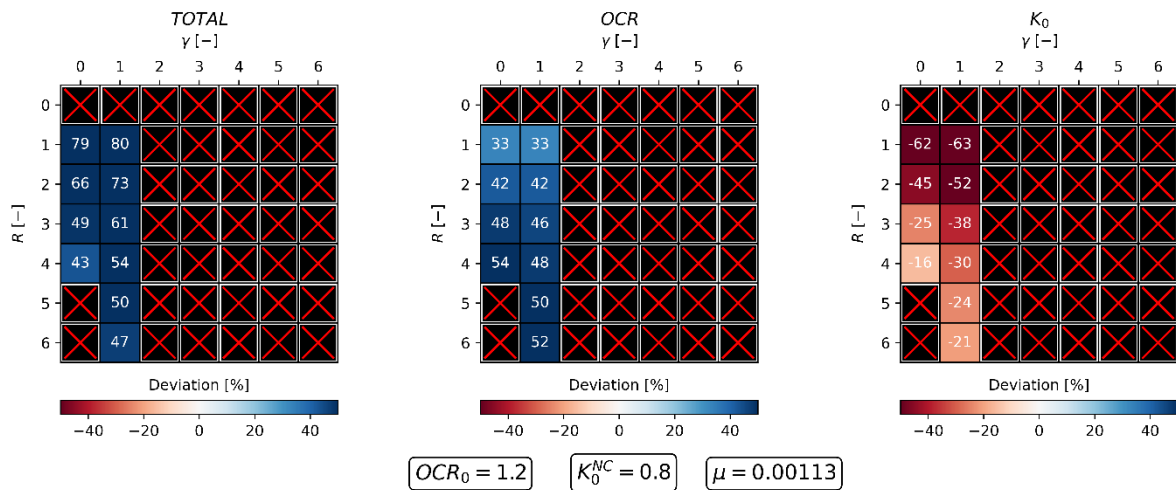 TOTAL OCR K₀
γ [−] γ [−] γ [−]
0 1 2 3 4 5 6 0 1 2 3 4 5 6 0 1 2 3 4 5 6
0 0 0
1 79 80 1 33 33 1 -62 -63
2 66 73 2 42 42 2 -45 -52
R [−] 3 49 61 R [−] 3 48 46 R [−] 3 -25 -38
4 43 54 4 54 48 4 -16 -30
5 50 5 50 5 -24
6 47 6 52 6 -21
Deviation [%] Deviation [%] Deviation [%]
−40 −20 0 20 40 −40 −20 0 20 40 −40 −20 0 20 40
OCR₀ = 1.2 K₀ᴺᶜ = 0.8 μ = 0.00113